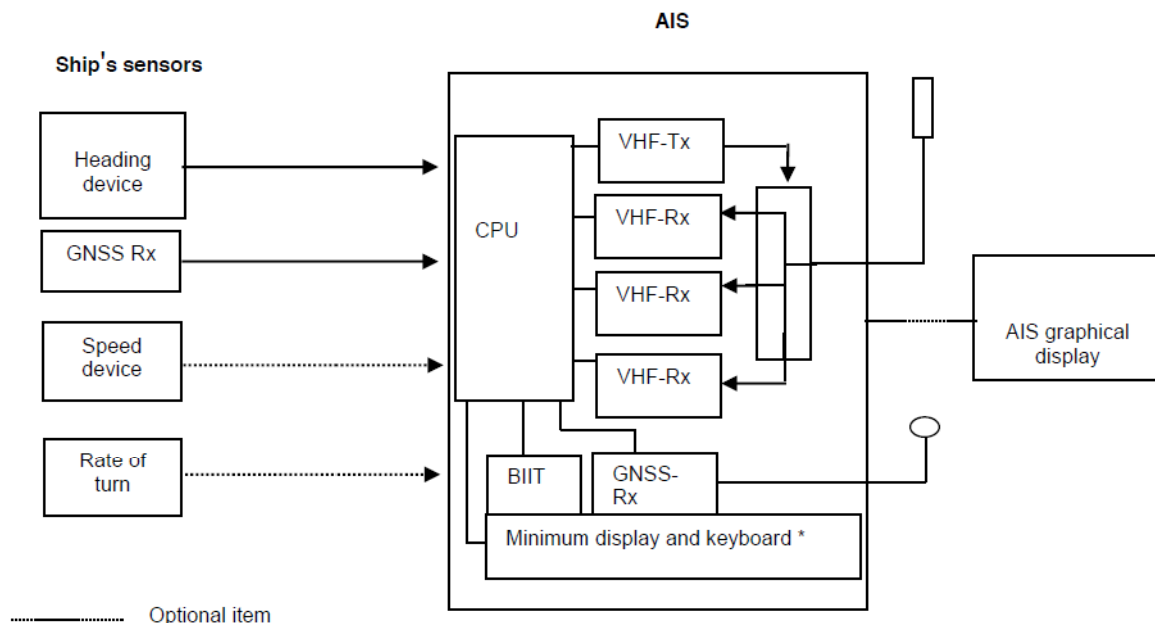 AIS
Ship's sensors
Heading
device
GNSS Rx
Speed
device
Rate of
turn
CPU
VHF-Tx
VHF-Rx
VHF-Rx
VHF-Rx
BIIT
GNSS-
Rx
Minimum display and keyboard *
AIS graphical
display
Optional item